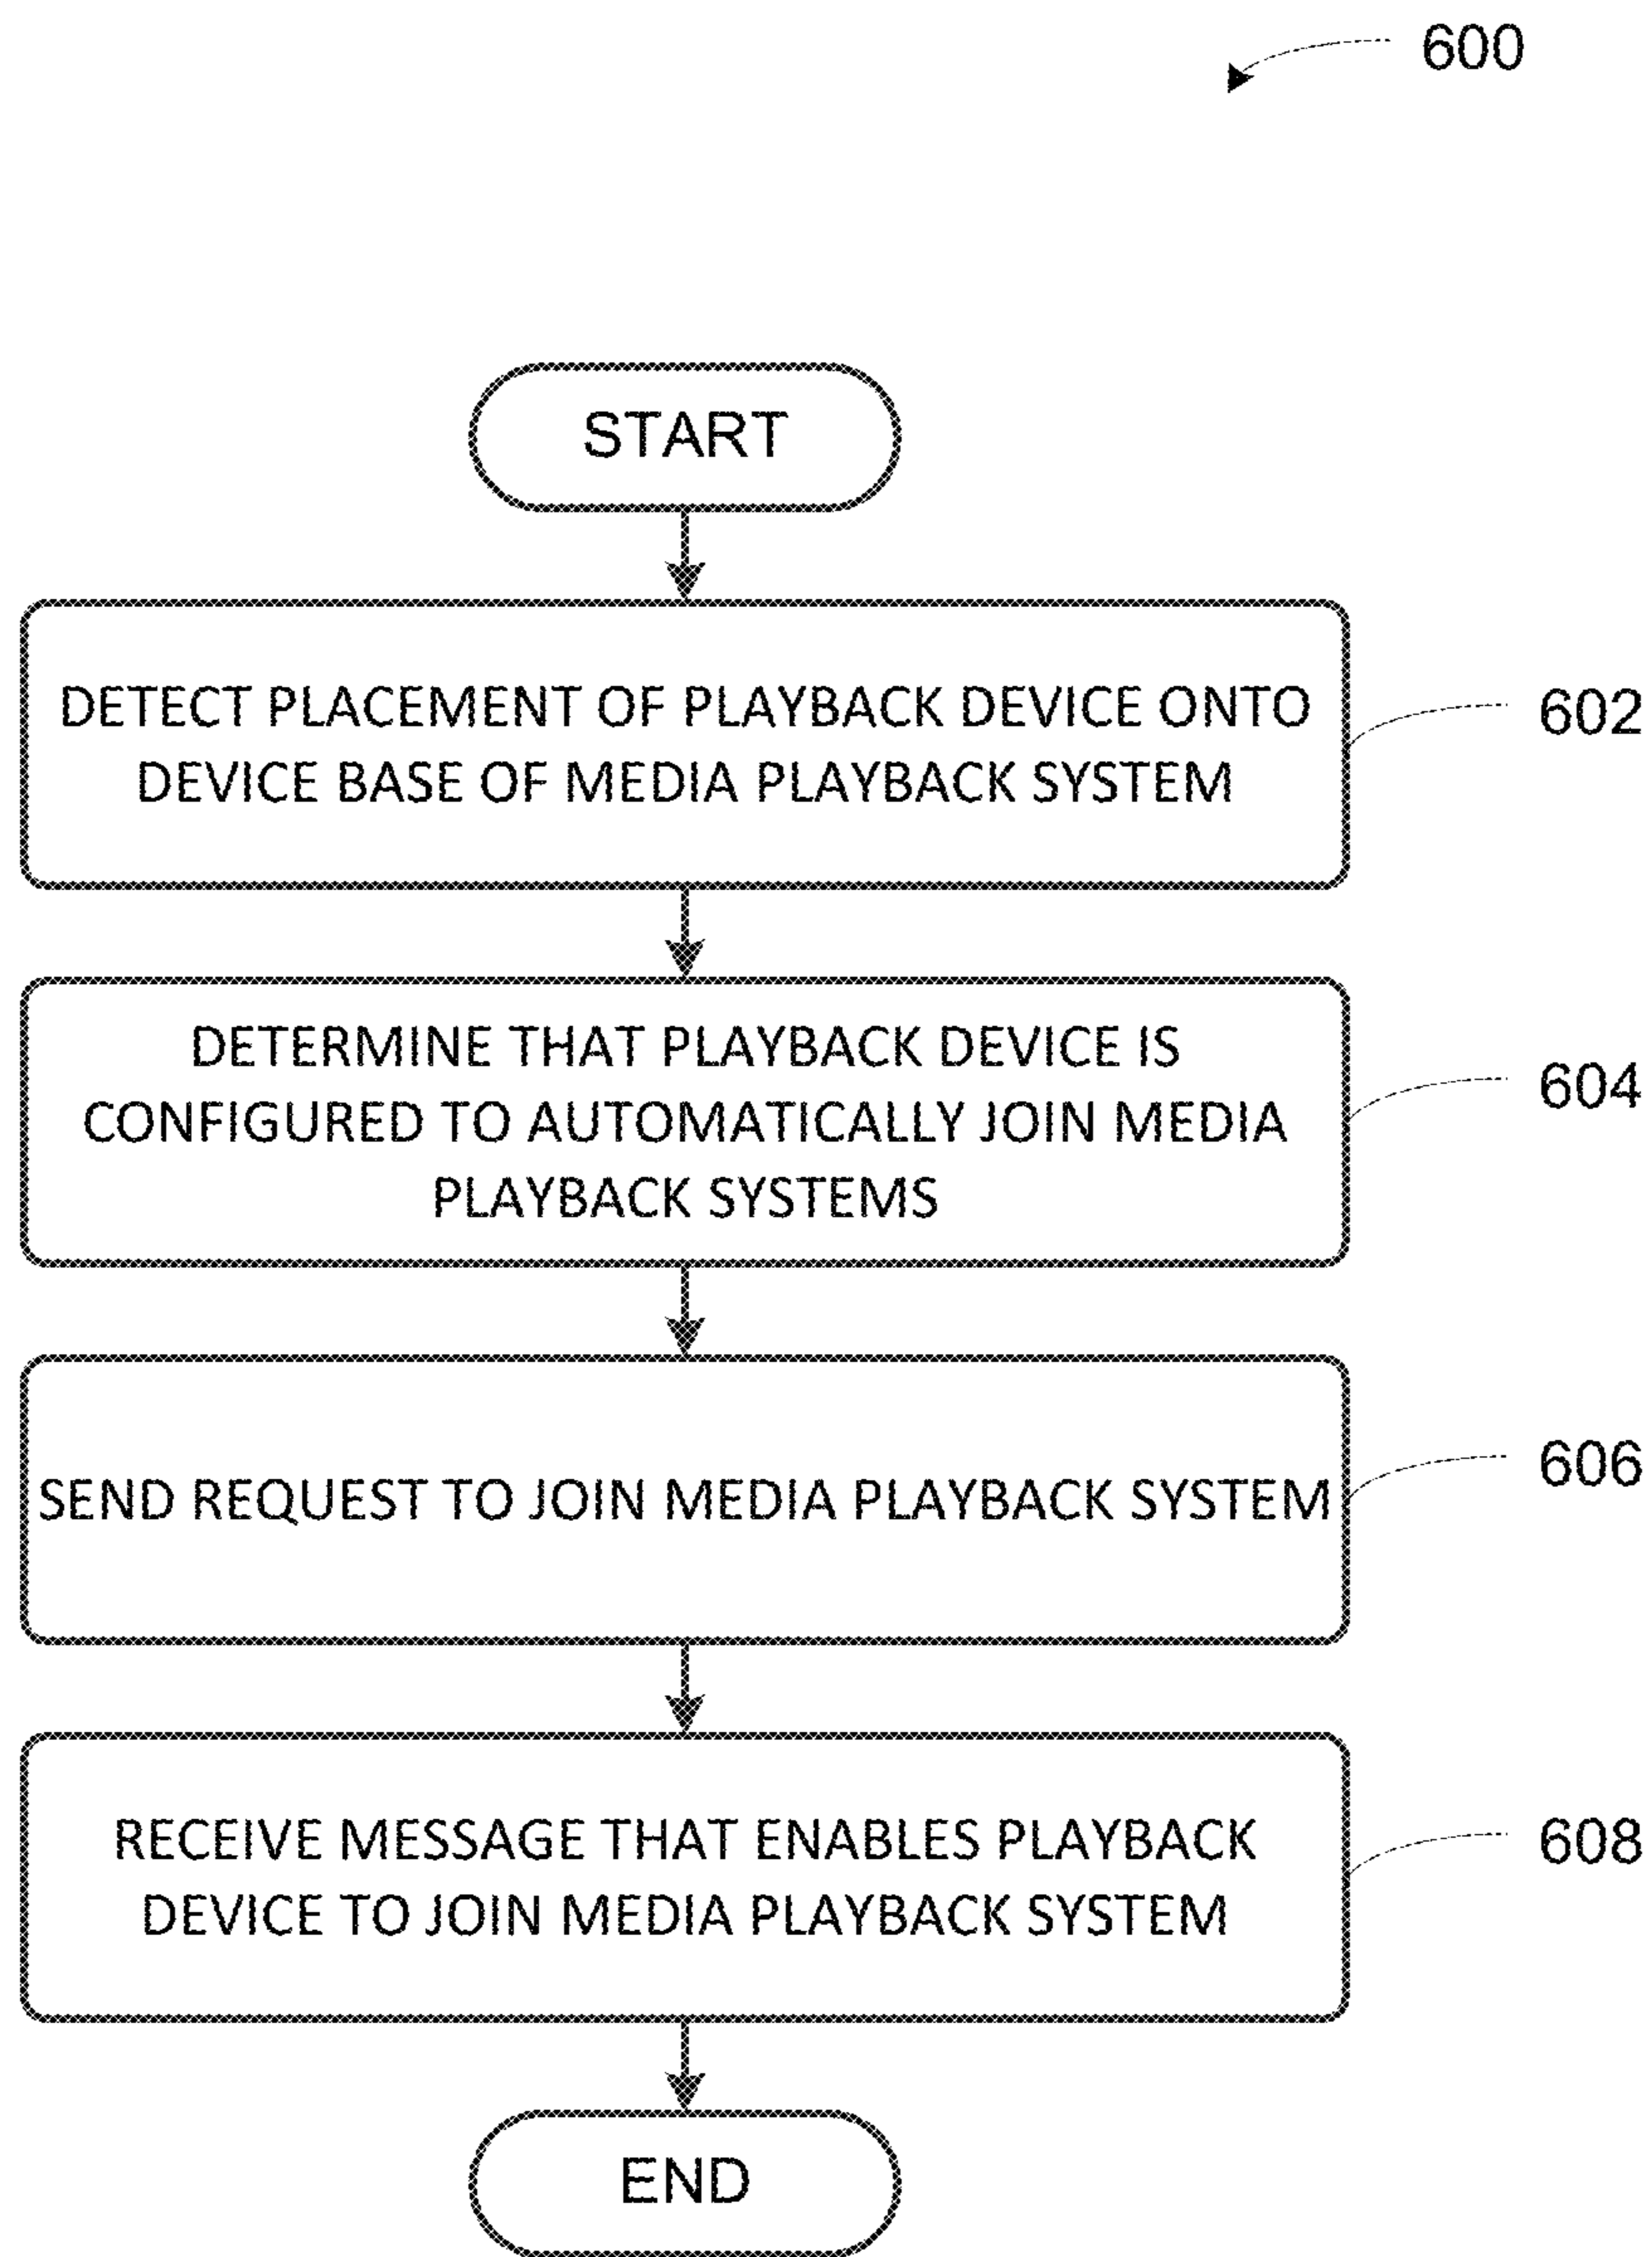 600
START
DETECT PLACEMENT OF PLAYBACK DEVICE ONTO
DEVICE BASE OF MEDIA PLAYBACK SYSTEM
602
DETERMINE THAT PLAYBACK DEVICE IS
CONFIGURED TO AUTOMATICALLY JOIN MEDIA
PLAYBACK SYSTEMS
604
SEND REQUEST TO JOIN MEDIA PLAYBACK SYSTEM
606
RECEIVE MESSAGE THAT ENABLES PLAYBACK
DEVICE TO JOIN MEDIA PLAYBACK SYSTEM
608
END